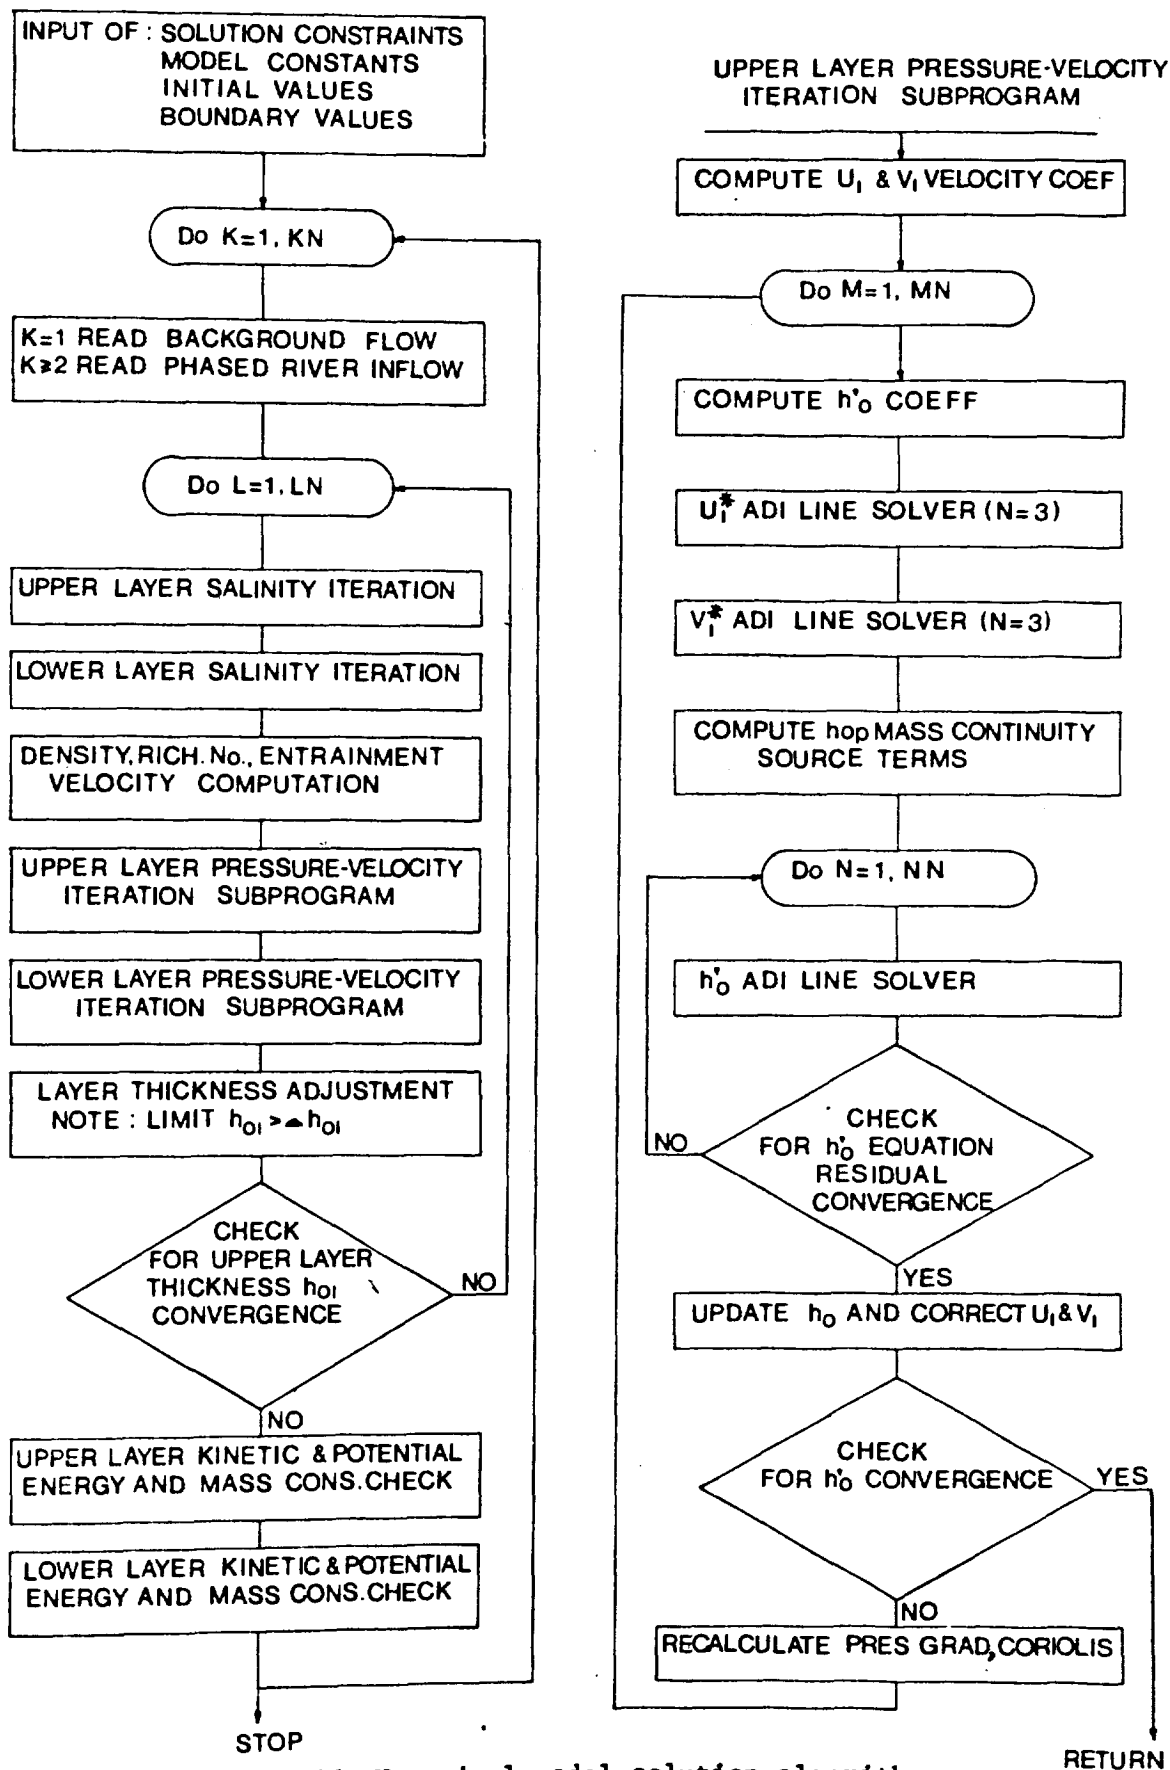 INPUT OF : SOLUTION CONSTRAINTS
MODEL CONSTANTS
INITIAL VALUES
BOUNDARY VALUES
Do K=1, KN
K=1 READ BACKGROUND FLOW
K≥2 READ PHASED RIVER INFLOW
Do L=1, LN
UPPER LAYER SALINITY ITERATION
LOWER LAYER SALINITY ITERATION
DENSITY, RICH. No., ENTRAINMENT
VELOCITY COMPUTATION
UPPER LAYER PRESSURE-VELOCITY
ITERATION SUBPROGRAM
LOWER LAYER PRESSURE-VELOCITY
ITERATION SUBPROGRAM
LAYER THICKNESS ADJUSTMENT
NOTE : LIMIT h₀₁ > h₀₁
CHECK
FOR UPPER LAYER
THICKNESS h₀₁
CONVERGENCE
NO
NO
UPPER LAYER KINETIC & POTENTIAL
ENERGY AND MASS CONS. CHECK
LOWER LAYER KINETIC & POTENTIAL
ENERGY AND MASS CONS. CHECK
STOP
UPPER LAYER PRESSURE-VELOCITY
ITERATION SUBPROGRAM
COMPUTE U₁ & V₁ VELOCITY COEF
Do M=1, MN
COMPUTE h'₀ COEFF
U₁* ADI LINE SOLVER (N=3)
V₁* ADI LINE SOLVER (N=3)
COMPUTE hop MASS CONTINUITY
SOURCE TERMS
Do N=1, NN
h'₀ ADI LINE SOLVER
CHECK
FOR h'₀ EQUATION
RESIDUAL
CONVERGENCE
NO
YES
UPDATE h₀ AND CORRECT U₁ & V₁
CHECK
FOR h'₀ CONVERGENCE
YES
NO
RECALCULATE PRES GRAD, CORIOLIS
RETURN